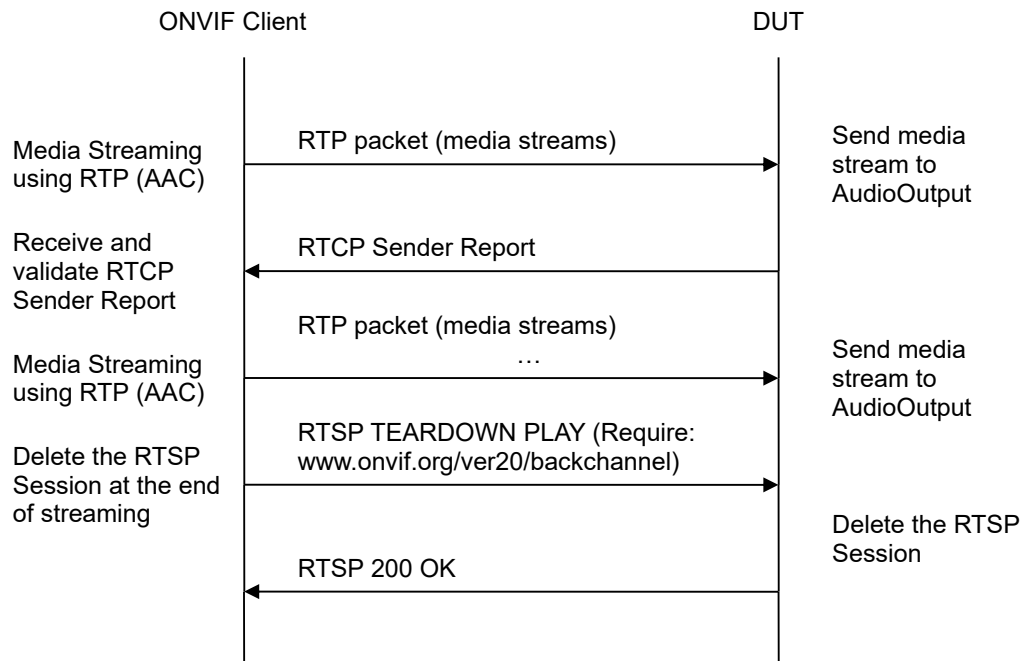 ONVIF Client
DUT
Media Streaming
using RTP (AAC)
RTP packet (media streams)
Send media
stream to
AudioOutput
Receive and
validate RTCP
Sender Report
RTCP Sender Report
Media Streaming
using RTP (AAC)
RTP packet (media streams)
…
Send media
stream to
AudioOutput
Delete the RTSP
Session at the end
of streaming
RTSP TEARDOWN PLAY (Require:
www.onvif.org/ver20/backchannel)
Delete the RTSP
Session
RTSP 200 OK